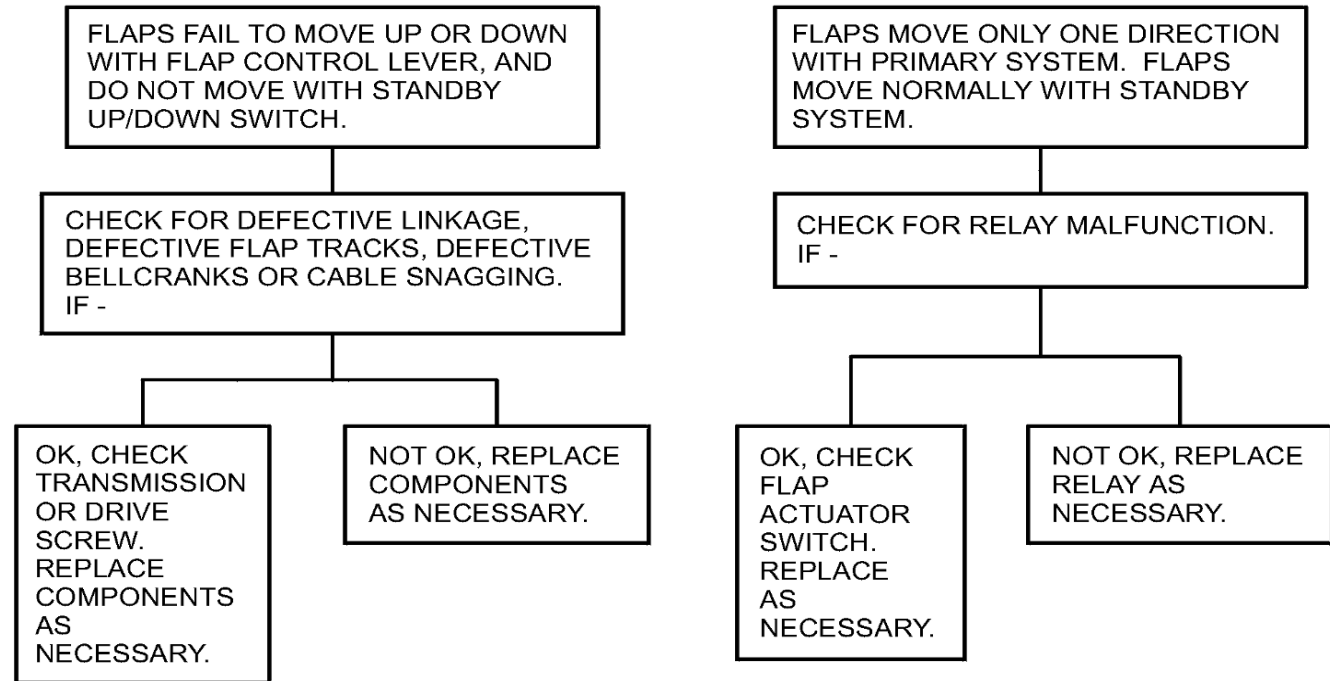 FLAPS FAIL TO MOVE UP OR DOWN
WITH FLAP CONTROL LEVER, AND
DO NOT MOVE WITH STANDBY
UP/DOWN SWITCH.
CHECK FOR DEFECTIVE LINKAGE,
DEFECTIVE FLAP TRACKS, DEFECTIVE
BELLCRANKS OR CABLE SNAGGING.
IF -
OK, CHECK
TRANSMISSION
OR DRIVE
SCREW.
REPLACE
COMPONENTS
AS
NECESSARY.
NOT OK, REPLACE
COMPONENTS
AS NECESSARY.
FLAPS MOVE ONLY ONE DIRECTION
WITH PRIMARY SYSTEM.  FLAPS
MOVE NORMALLY WITH STANDBY
SYSTEM.
CHECK FOR RELAY MALFUNCTION.
IF -
OK, CHECK
FLAP
ACTUATOR
SWITCH.
REPLACE
AS
NECESSARY.
NOT OK, REPLACE
RELAY AS
NECESSARY.